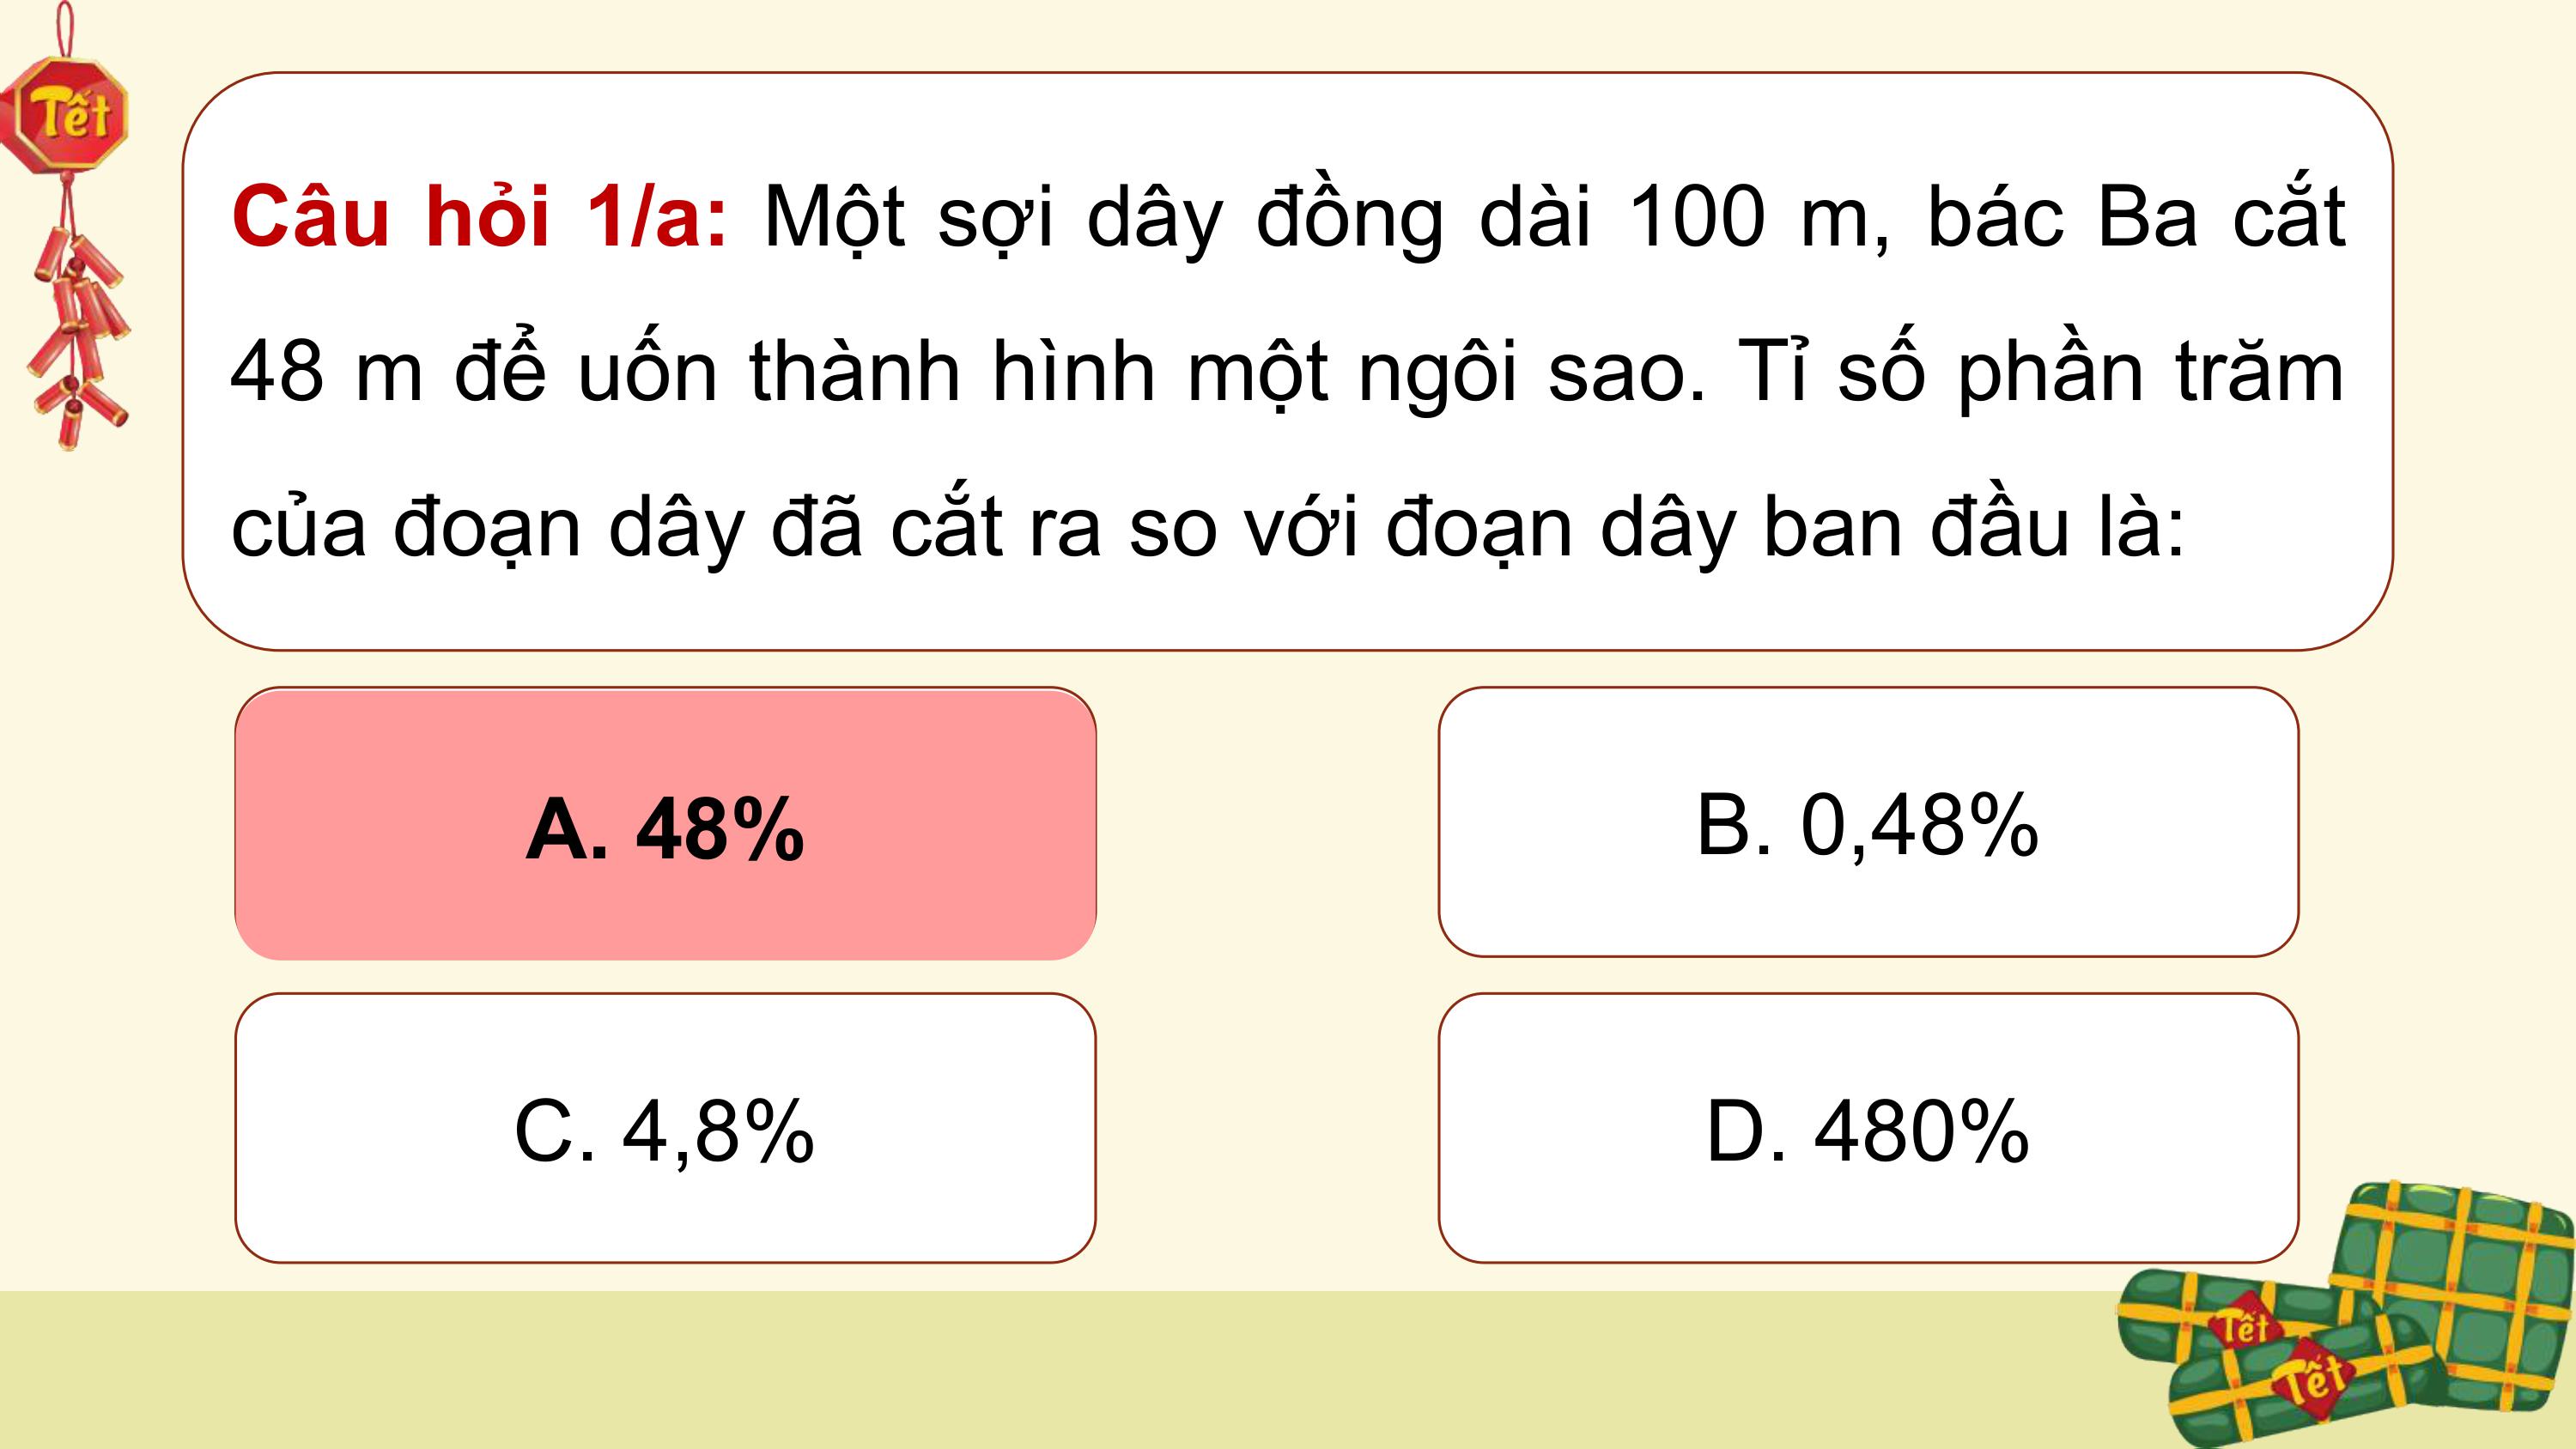 Tết
Câu hỏi 1/a: Một sợi dây đồng dài 100 m, bác Ba cắt
48 m để uốn thành hình một ngôi sao. Tỉ số phần trăm
của đoạn dây đã cắt ra so với đoạn dây ban đầu là:
A. 48%
B. 0,48%
C. 4,8%
D. 480%
Tết
Tết